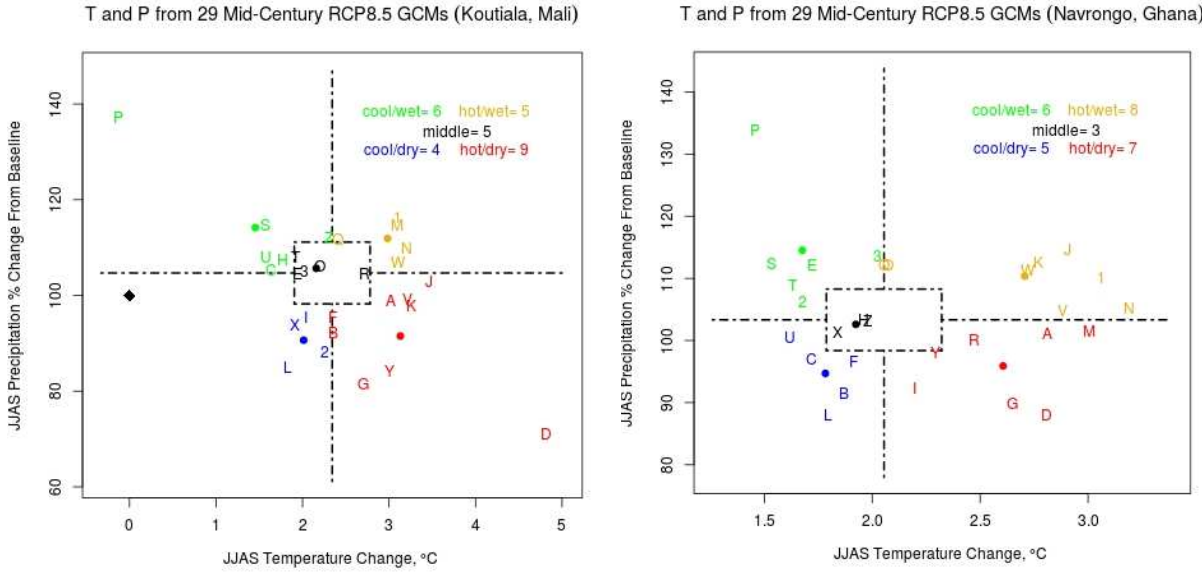 T and P from 29 Mid-Century RCP8.5 GCMs (Koutiala, Mali)
JJAS Precipitation % Change From Baseline
140
120
100
80
60
cool/wet= 6 hot/wet= 5
middle= 5
cool/dry= 4 hot/dry= 9
P
S
1
M
Z O
N
U H T
W
C
3 O
E R
J
A V
K
X E F
B
2
L
Y
G
D
0 1 2 3 4 5
JJAS Temperature Change, °C
T and P from 29 Mid-Century RCP8.5 GCMs (Navrongo, Ghana)
JJAS Precipitation % Change From Baseline
140
130
120
110
100
90
80
cool/wet= 6 hot/wet= 8
middle= 3
cool/dry= 5 hot/dry= 7
P
3 J
S E O W K
T 1
2
V S
H Z
X
U R A M
C F Y
B I
L G D
1.5 2.0 2.5 3.0
JJAS Temperature Change, °C